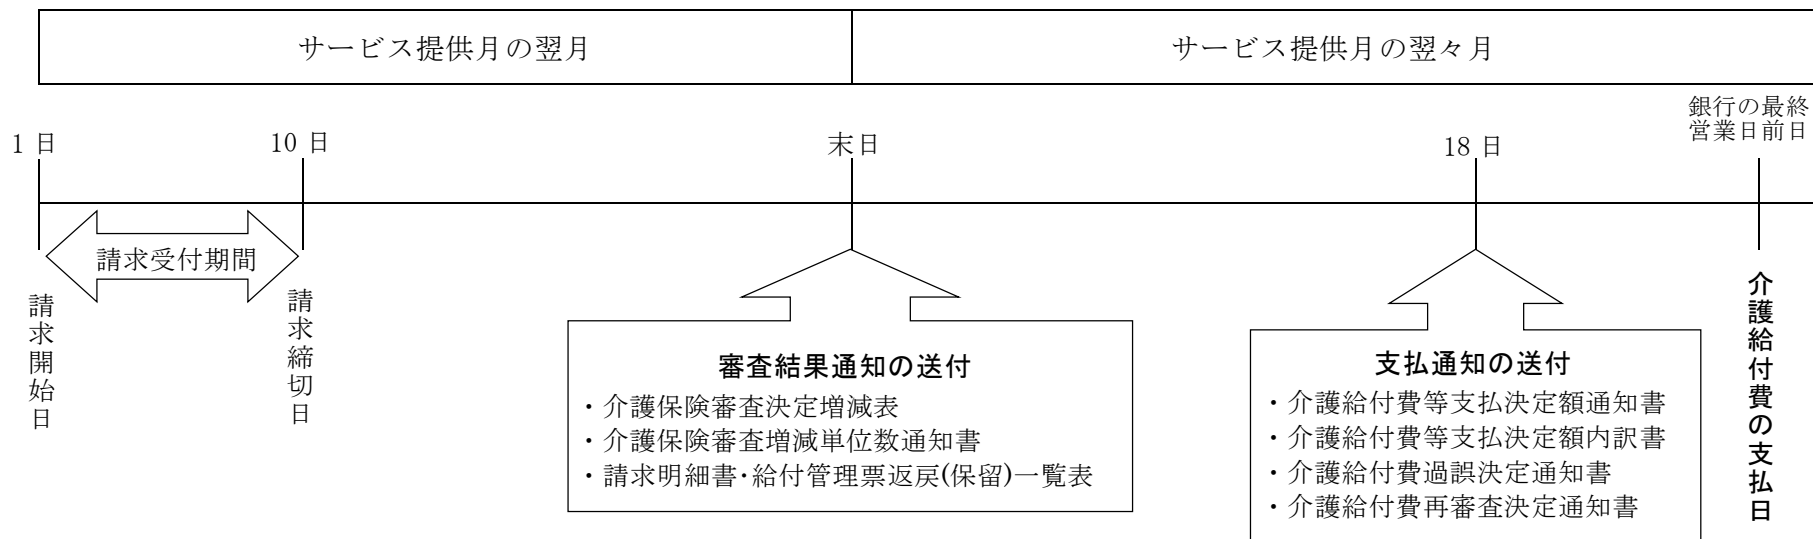 サービス提供月の翌月
サービス提供月の翌々月
1 日
10 日
末日
18 日
銀行の最終
営業日前日
請求受付期間
請求開始日
請求締切日
審査結果通知の送付
・介護保険審査決定増減表
・介護保険審査増減単位数通知書
・請求明細書・給付管理票返戻(保留)一覧表
支払通知の送付
・介護給付費等支払決定額通知書
・介護給付費等支払決定額内訳書
・介護給付費過誤決定通知書
・介護給付費再審査決定通知書
介護給付費の支払日